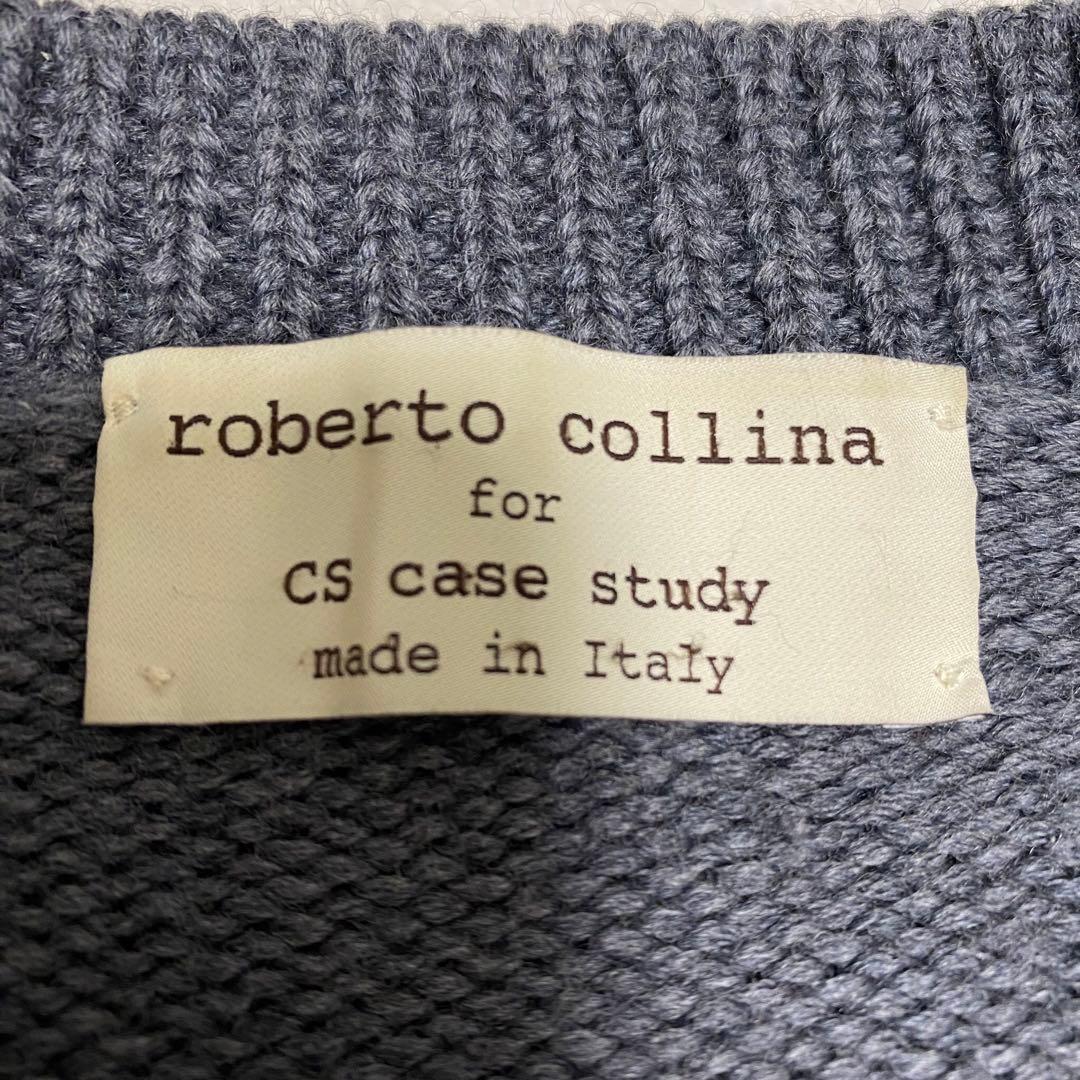 roberto collina
for
CS case study
made in Italy